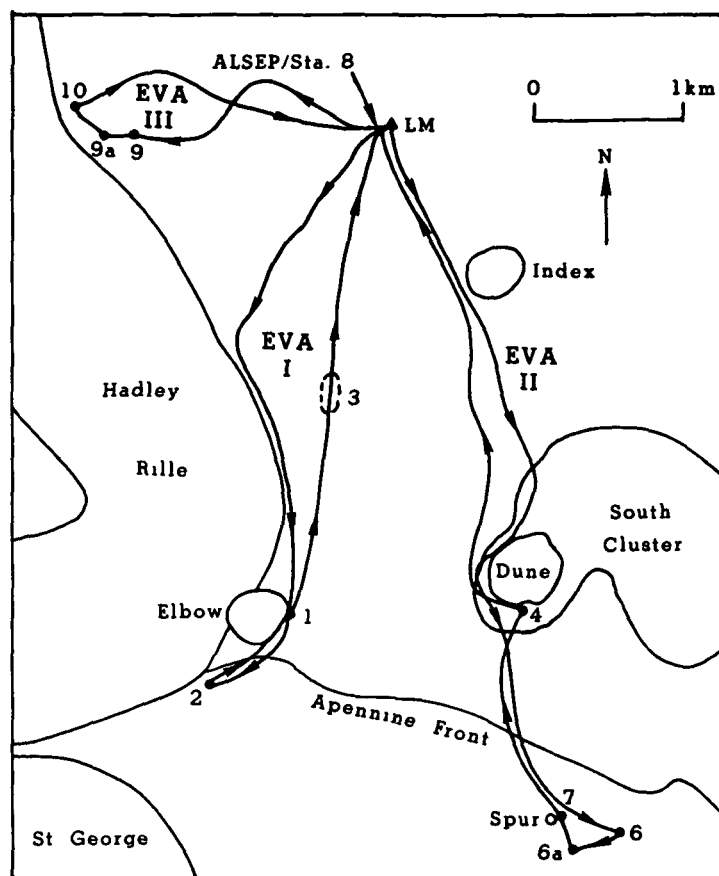 ALSEP/Sta. 8
0 1km
10
EVA
III
LM
9a 9
N
Index
EVA
I
EVA
II
Hadley
3
Rille
South
Cluster
Dune
Elbow
1
4
2
Apennine Front
7
Spur
6
6a
St George